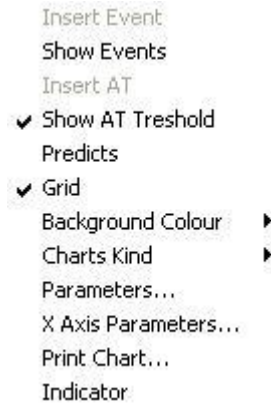 Insert Event
Show Events
Insert AT
Show AT Treshold
Predicts
Grid
Background Colour
Charts Kind
Parameters...
X Axis Parameters...
Print Chart...
Indicator